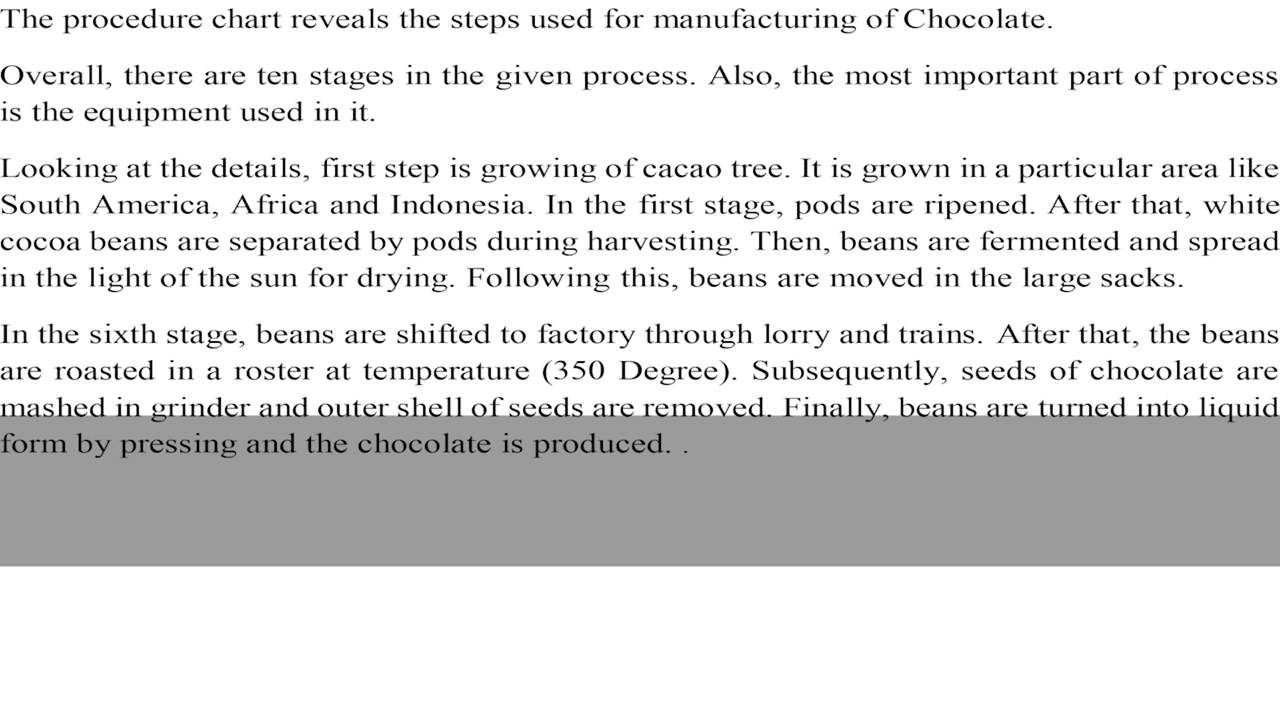 The procedure chart reveals the steps used for manufacturing of Chocolate.
Overall, there are ten stages in the given process. Also, the most important part of process
is the equipment used in it.
Looking at the details, first step is growing of cacao tree. It is grown in a particular area like
South America, Africa and Indonesia. In the first stage, pods are ripened. After that, white
cocoa beans are separated by pods during harvesting. Then, beans are fermented and spread
in the light of the sun for drying. Following this, beans are moved in the large sacks.
In the sixth stage, beans are shifted to factory through lorry and trains. After that, the beans
are roasted in a roster at temperature (350 Degree). Subsequently, seeds of chocolate are
mashed in grinder and outer shell of seeds are removed. Finally, beans are turned into liquid
form by pressing and the chocolate is produced. .